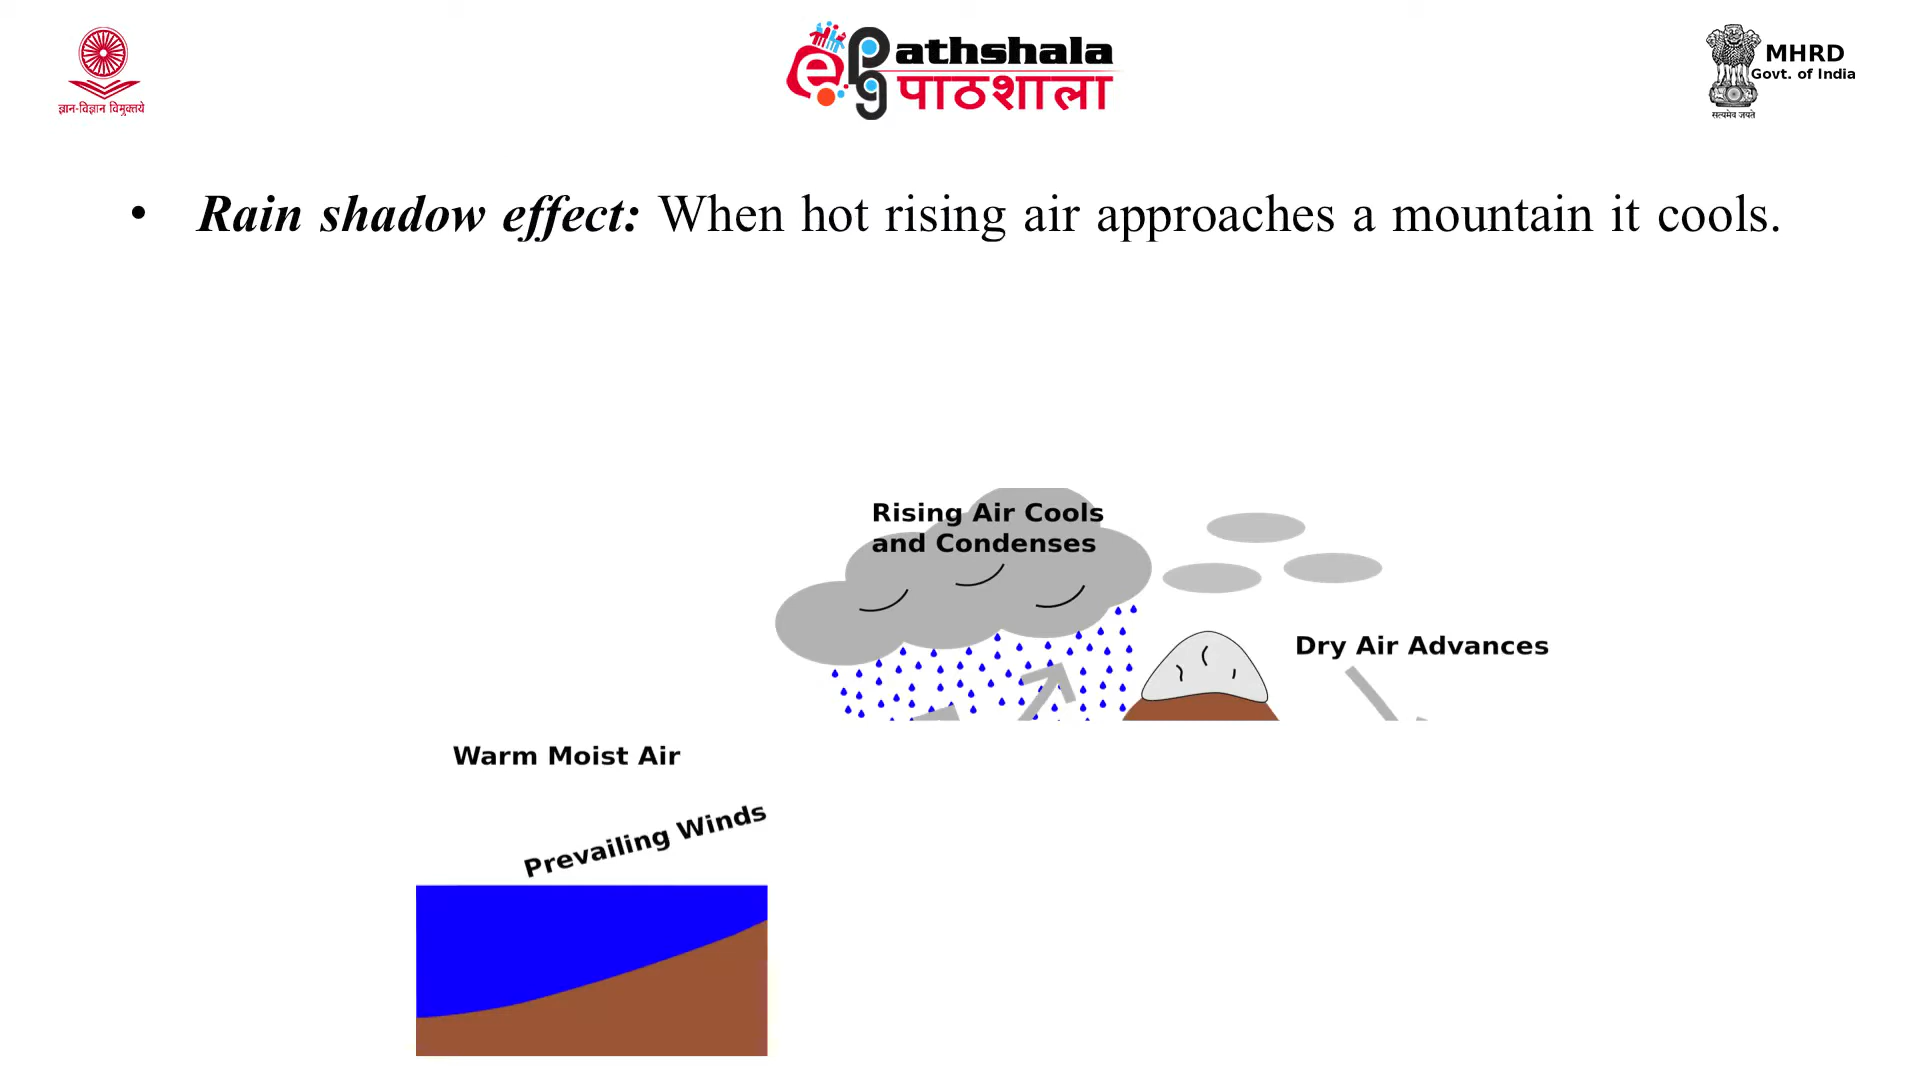 ज्ञान-विज्ञान विमुक्तये
epg Pathshala
पाठशाला
MHRD
Govt. of India
सत्यमेव जयते
• Rain shadow effect: When hot rising air approaches a mountain it cools.
Rising Air Cools
and Condenses
Dry Air Advances
Warm Moist Air
Prevailing Winds